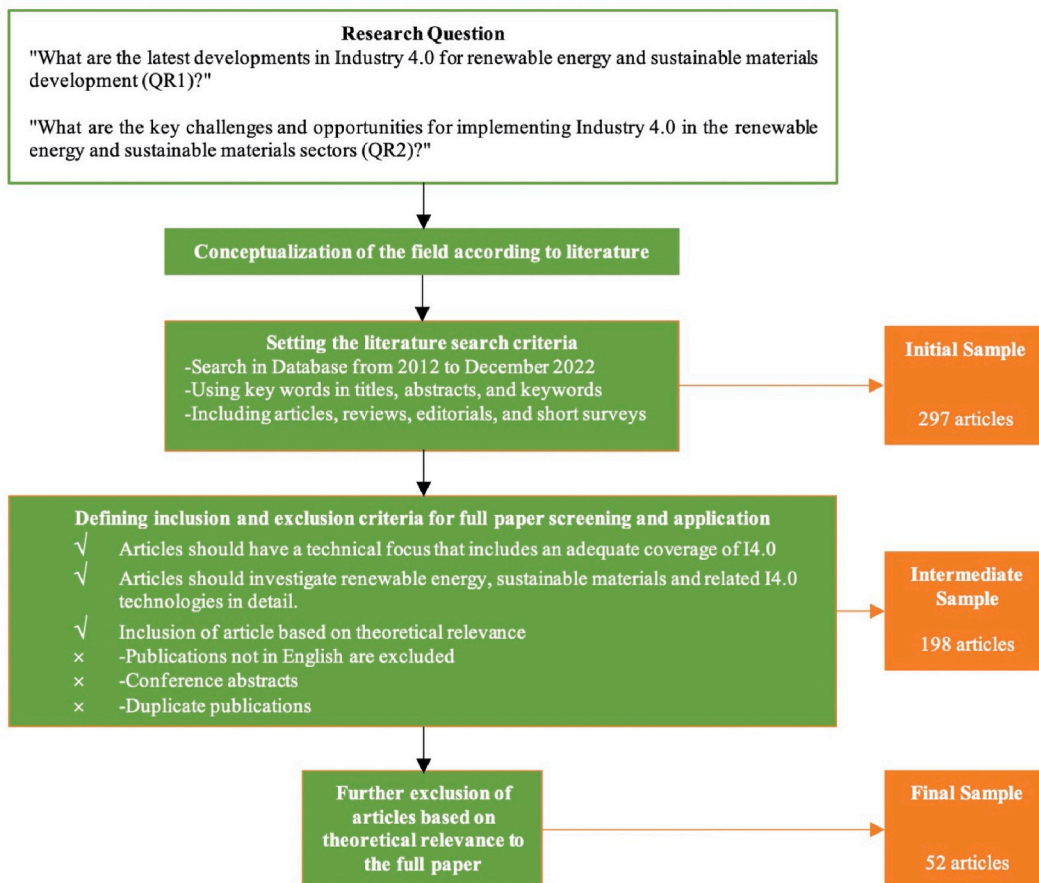 Research Question
"What are the latest developments in Industry 4.0 for renewable energy and sustainable materials
development (QR1)?"
"What are the key challenges and opportunities for implementing Industry 4.0 in the renewable
energy and sustainable materials sectors (QR2)?"
Conceptualization of the field according to literature
Setting the literature search criteria
-Search in Database from 2012 to December 2022
-Using key words in titles, abstracts, and keywords
-Including articles, reviews, editorials, and short surveys
Initial Sample
297 articles
Defining inclusion and exclusion criteria for full paper screening and application
√ Articles should have a technical focus that includes an adequate coverage of I4.0
√ Articles should investigate renewable energy, sustainable materials and related I4.0
technologies in detail.
√ Inclusion of article based on theoretical relevance
× -Publications not in English are excluded
× -Conference abstracts
× -Duplicate publications
Intermediate
Sample
198 articles
Further exclusion of
articles based on
theoretical relevance to
the full paper
Final Sample
52 articles